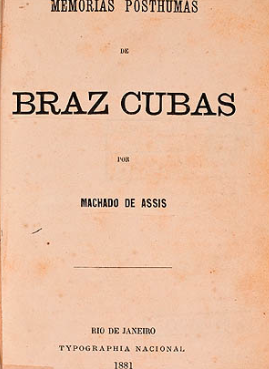 MEMORIAS POSTHUMAS
DE
BRAZ CUBAS
POR
MACHADO DE ASSIS
RIO DE JANEIRO
TYPOGRAPHIA NACIONAL
1881